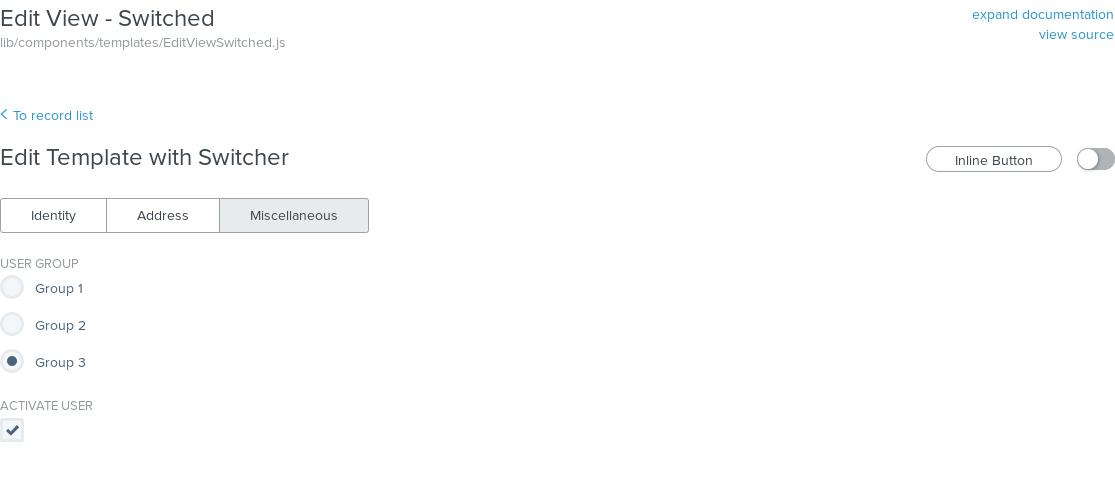 Edit View - Switched
expand documentation
lib/components/templates/EditViewSwitched.js
view source
To record list
Edit Template with Switcher
Inline Button
Identity
Address
Miscellaneous
USER GROUP
Group 1
Group 2
Group 3
ACTIVATE USER